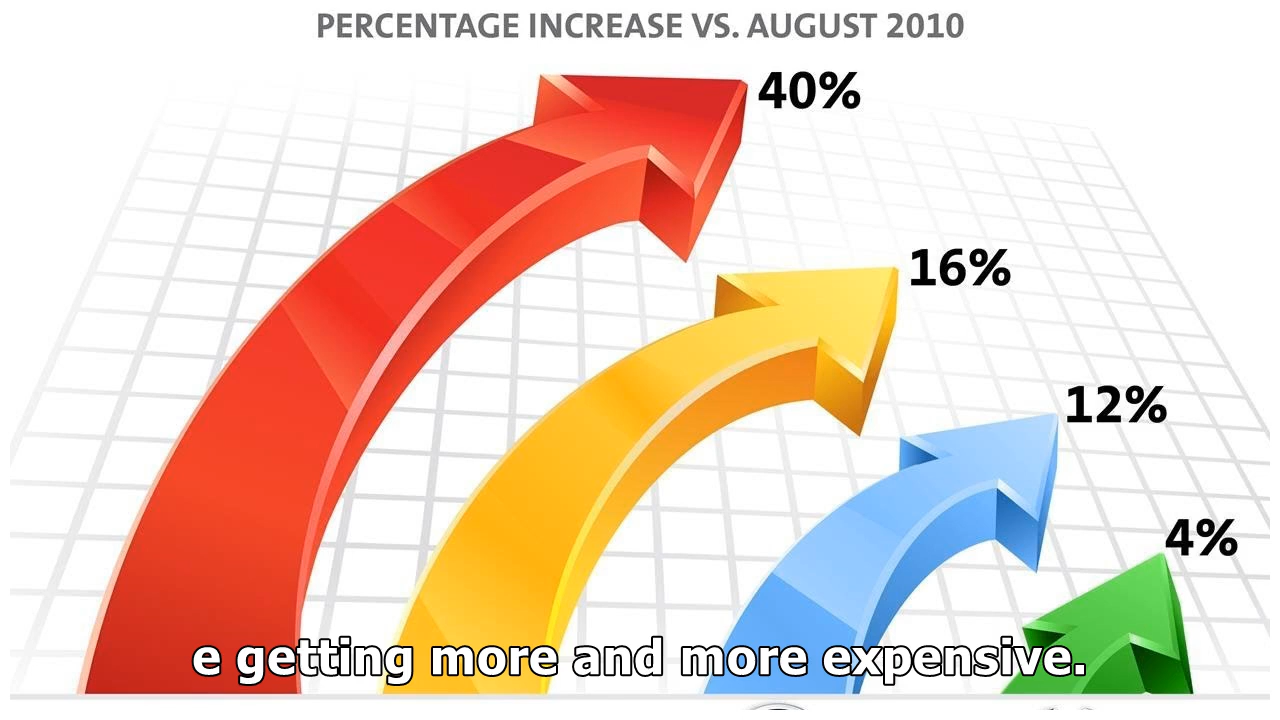 PERCENTAGE INCREASE VS. AUGUST 2010
40%
16%
12%
4%
e getting more and more expensive.